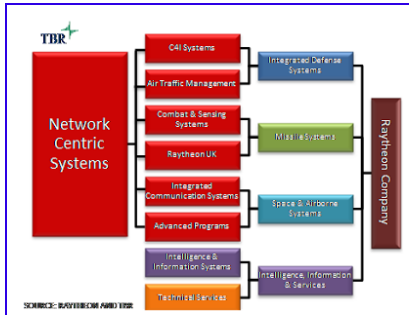 TBR
Network
Centric
Systems
C4I Systems
Air Traffic Management
Combat & Sensing
Systems
Raytheon UK
Integrated
Communication Systems
Advanced Programs
Intelligence &
Information Systems
Technical Services
Integrated Defense
Systems
Missile Systems
Space & Airborne
Systems
Intelligence, Information
& Services
Raytheon Company
SOURCE: RAYTHEON AND TBR